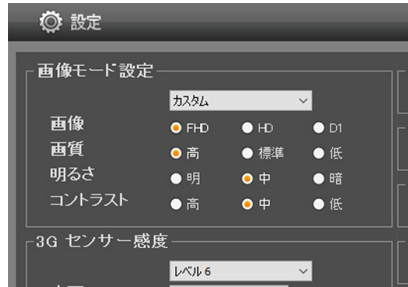 設定
画像モード設定
カスタム
画像 FHD HD D1
画質 高 標準 低
明るさ 明 中 暗
コントラスト 高 中 低
3G センサー感度
レベル 6